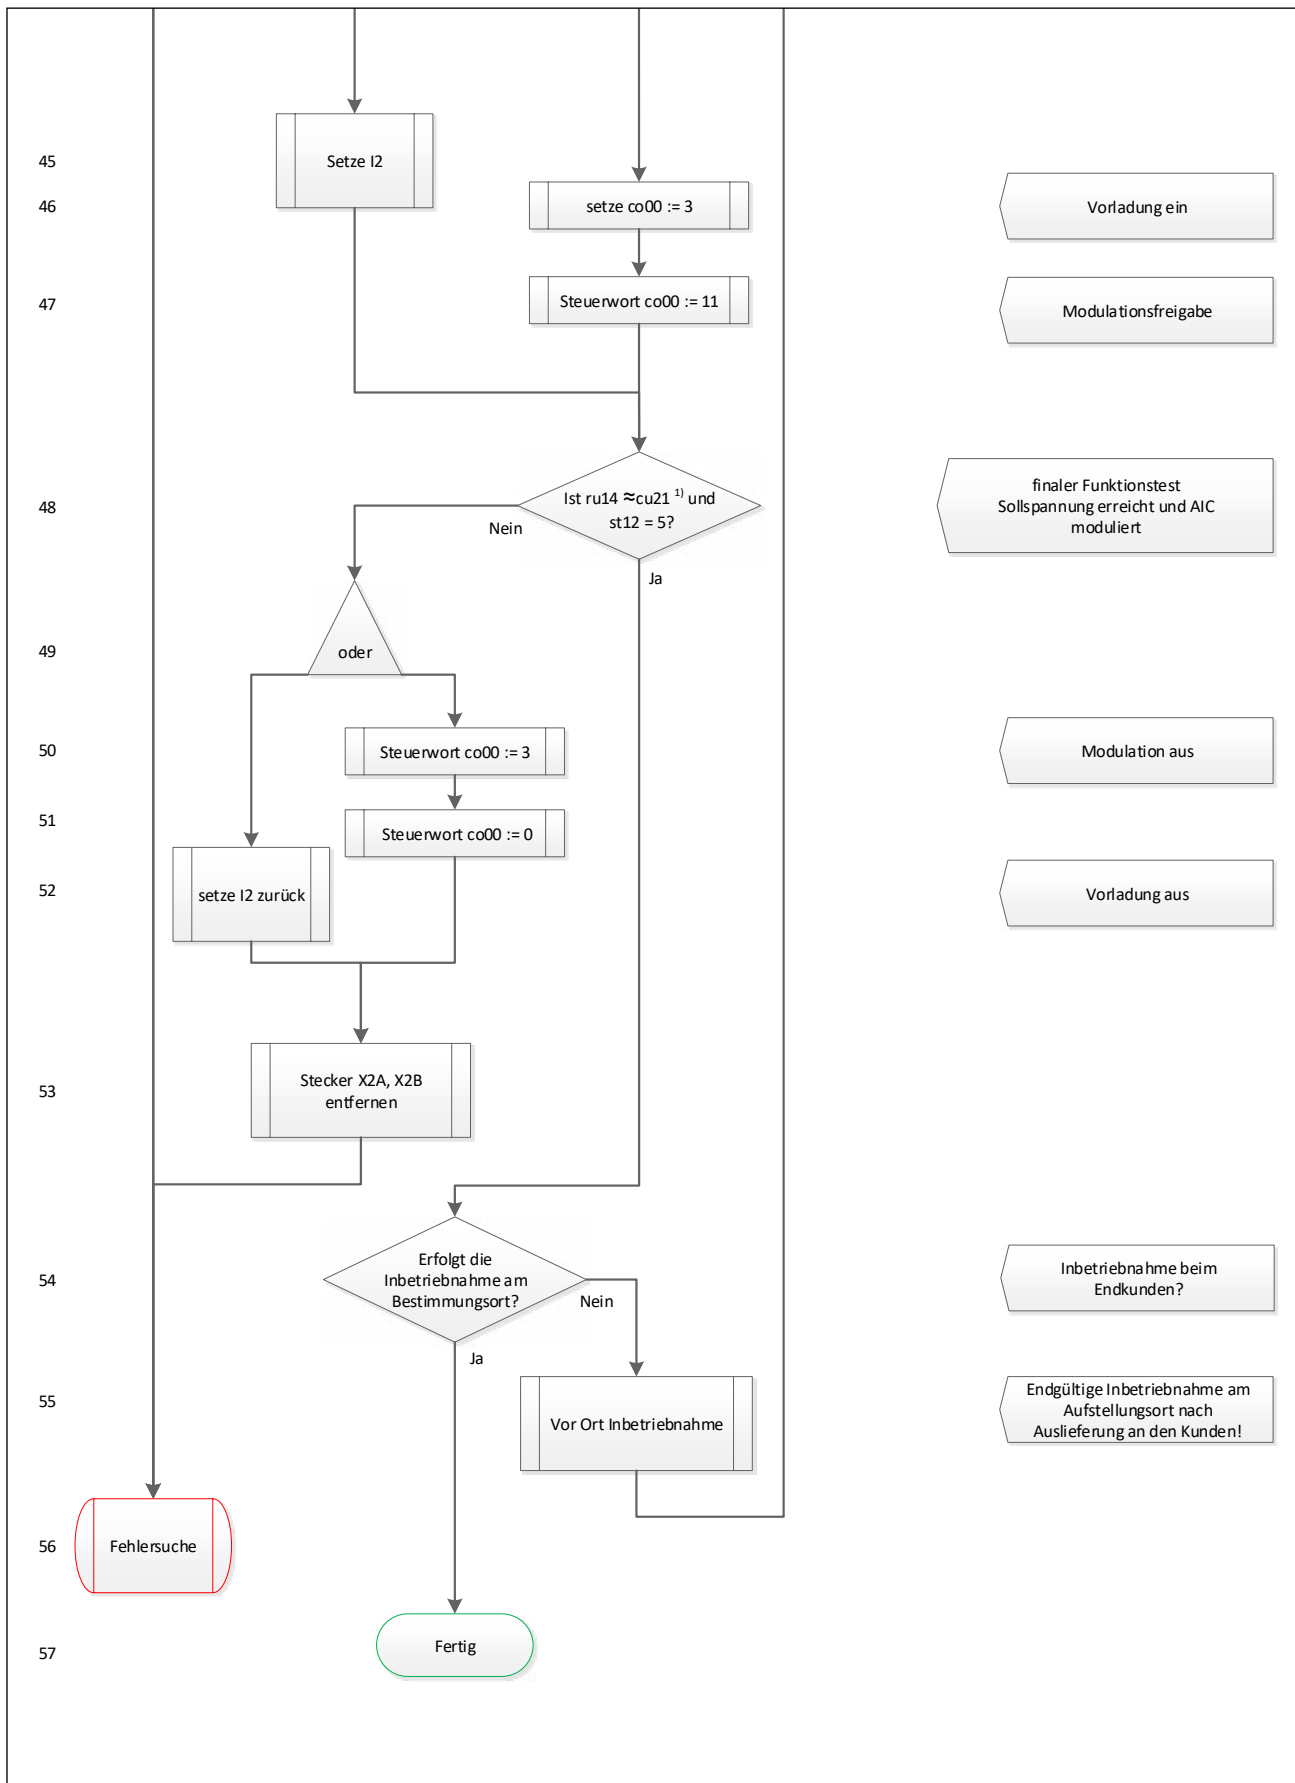 45
Setze I2
46
setze co00 := 3
Vorladung ein
47
Steuerwort co00 := 11
Modulationsfreigabe
48
Ist ru14 ≈cu21 ¹⁾ und
st12 = 5?
Nein
Ja
finaler Funktionstest
Sollspannung erreicht und AIC
moduliert
49
oder
50
Steuerwort co00 := 3
Modulation aus
51
Steuerwort co00 := 0
52
setze I2 zurück
Vorladung aus
53
Stecker X2A, X2B
entfernen
54
Erfolgt die
Inbetriebnahme am
Bestimmungsort?
Nein
Ja
Inbetriebnahme beim
Endkunden?
55
Vor Ort Inbetriebnahme
Endgültige Inbetriebnahme am
Aufstellungsort nach
Auslieferung an den Kunden!
56
Fehlersuche
57
Fertig